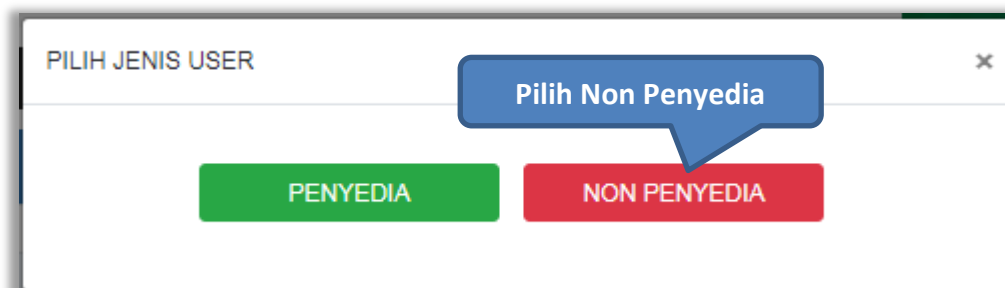 PILIH JENIS USER
×
Pilih Non Penyedia
PENYEDIA
NON PENYEDIA